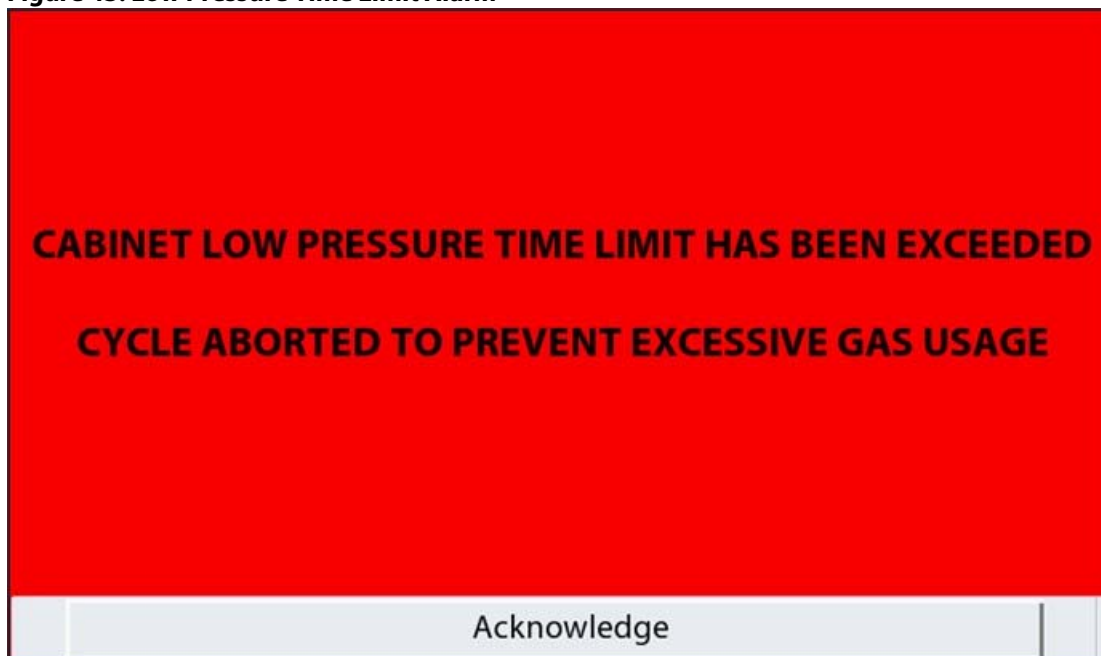 CABINET LOW PRESSURE TIME LIMIT HAS BEEN EXCEEDED
CYCLE ABORTED TO PREVENT EXCESSIVE GAS USAGE
Acknowledge